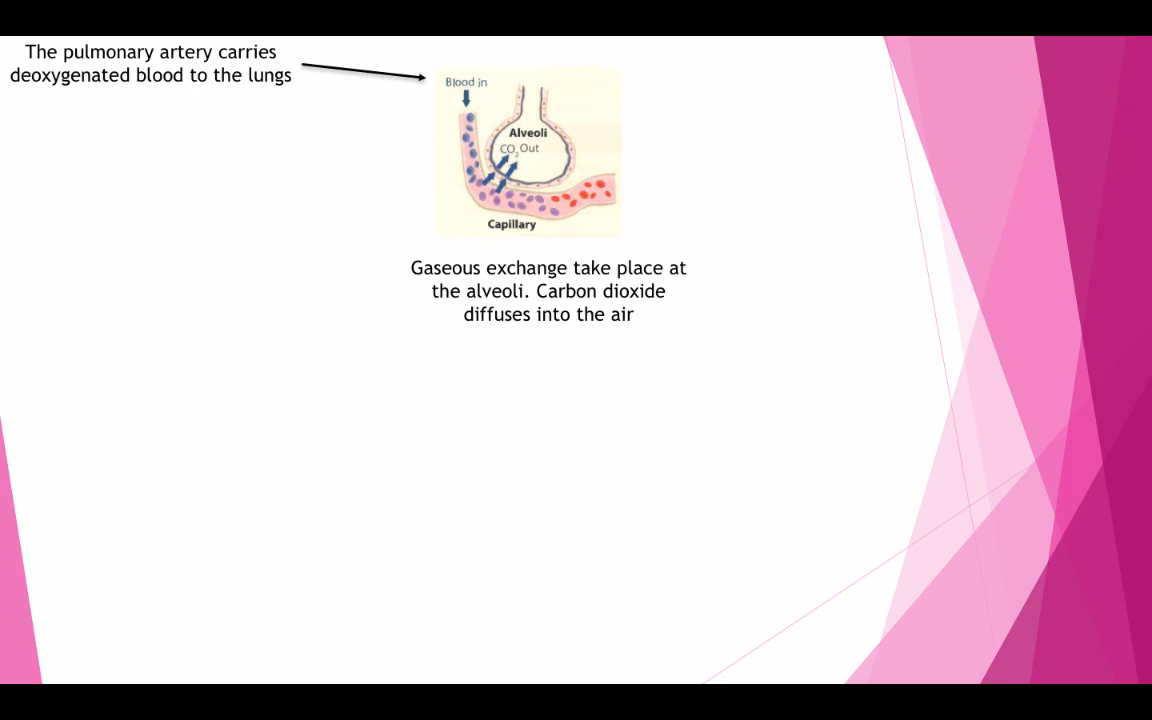 The pulmonary artery carries
deoxygenated blood to the lungs
Blood in
Alveoli
CO2 Out
Capillary
Gaseous exchange take place at
the alveoli. Carbon dioxide
diffuses into the air